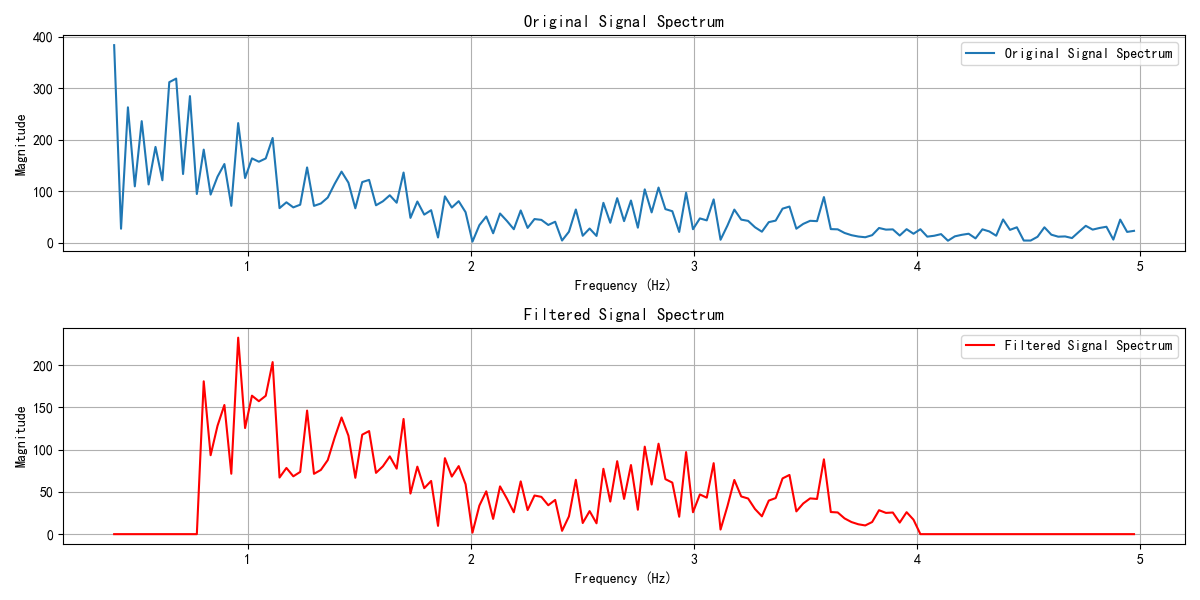 Original Signal Spectrum
400
300
200
100
0
Magnitude
Original Signal Spectrum
1 2 3 4 5
Frequency (Hz)
Filtered Signal Spectrum
200
150
100
50
0
Magnitude
Filtered Signal Spectrum
1 2 3 4 5
Frequency (Hz)